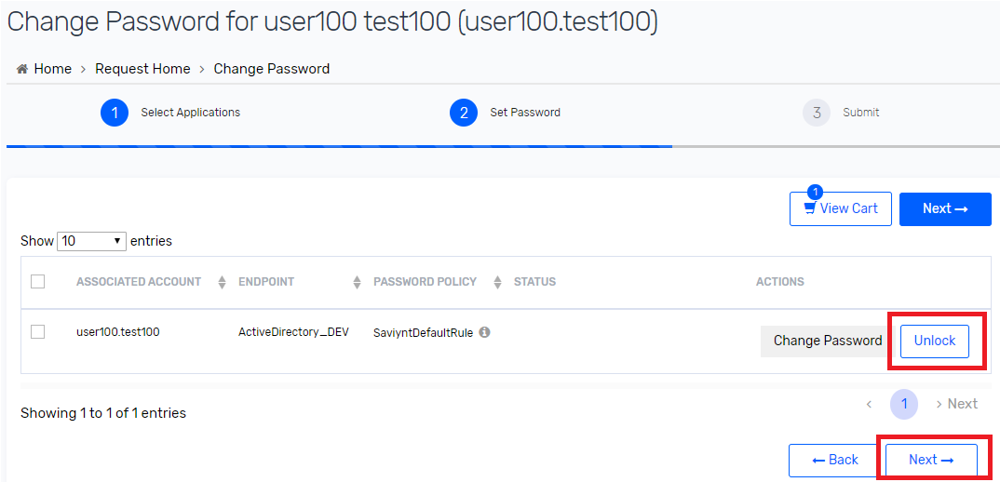 Change Password for user100 test100 (user100.test100)
Home > Request Home > Change Password
1 Select Applications 2 Set Password 3 Submit
1
View Cart Next →
Show 10 entries
ASSOCIATED ACCOUNT ENDPOINT PASSWORD POLICY STATUS ACTIONS
user100.test100 ActiveDirectory_DEV SaviyntDefaultRule Change Password Unlock
Showing 1 to 1 of 1 entries < 1 > Next
← Back Next →